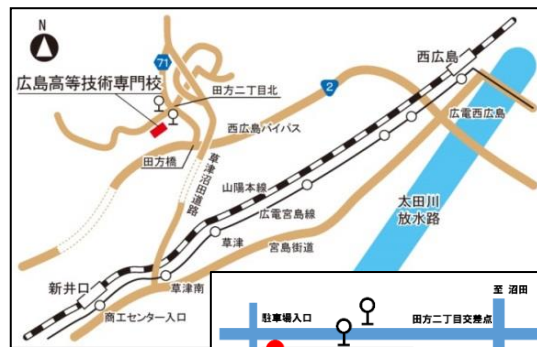 N
71
広島高等技術専門校
田方二丁目北
西広島
2
西広島バイパス
広電西広島
田方橋
草津沼田道路
山陽本線
広電宮島線
太田川
放水路
草津
宮島街道
新井口
草津南
商工センター入口
至 沼田
駐車場入口
田方二丁目交差点